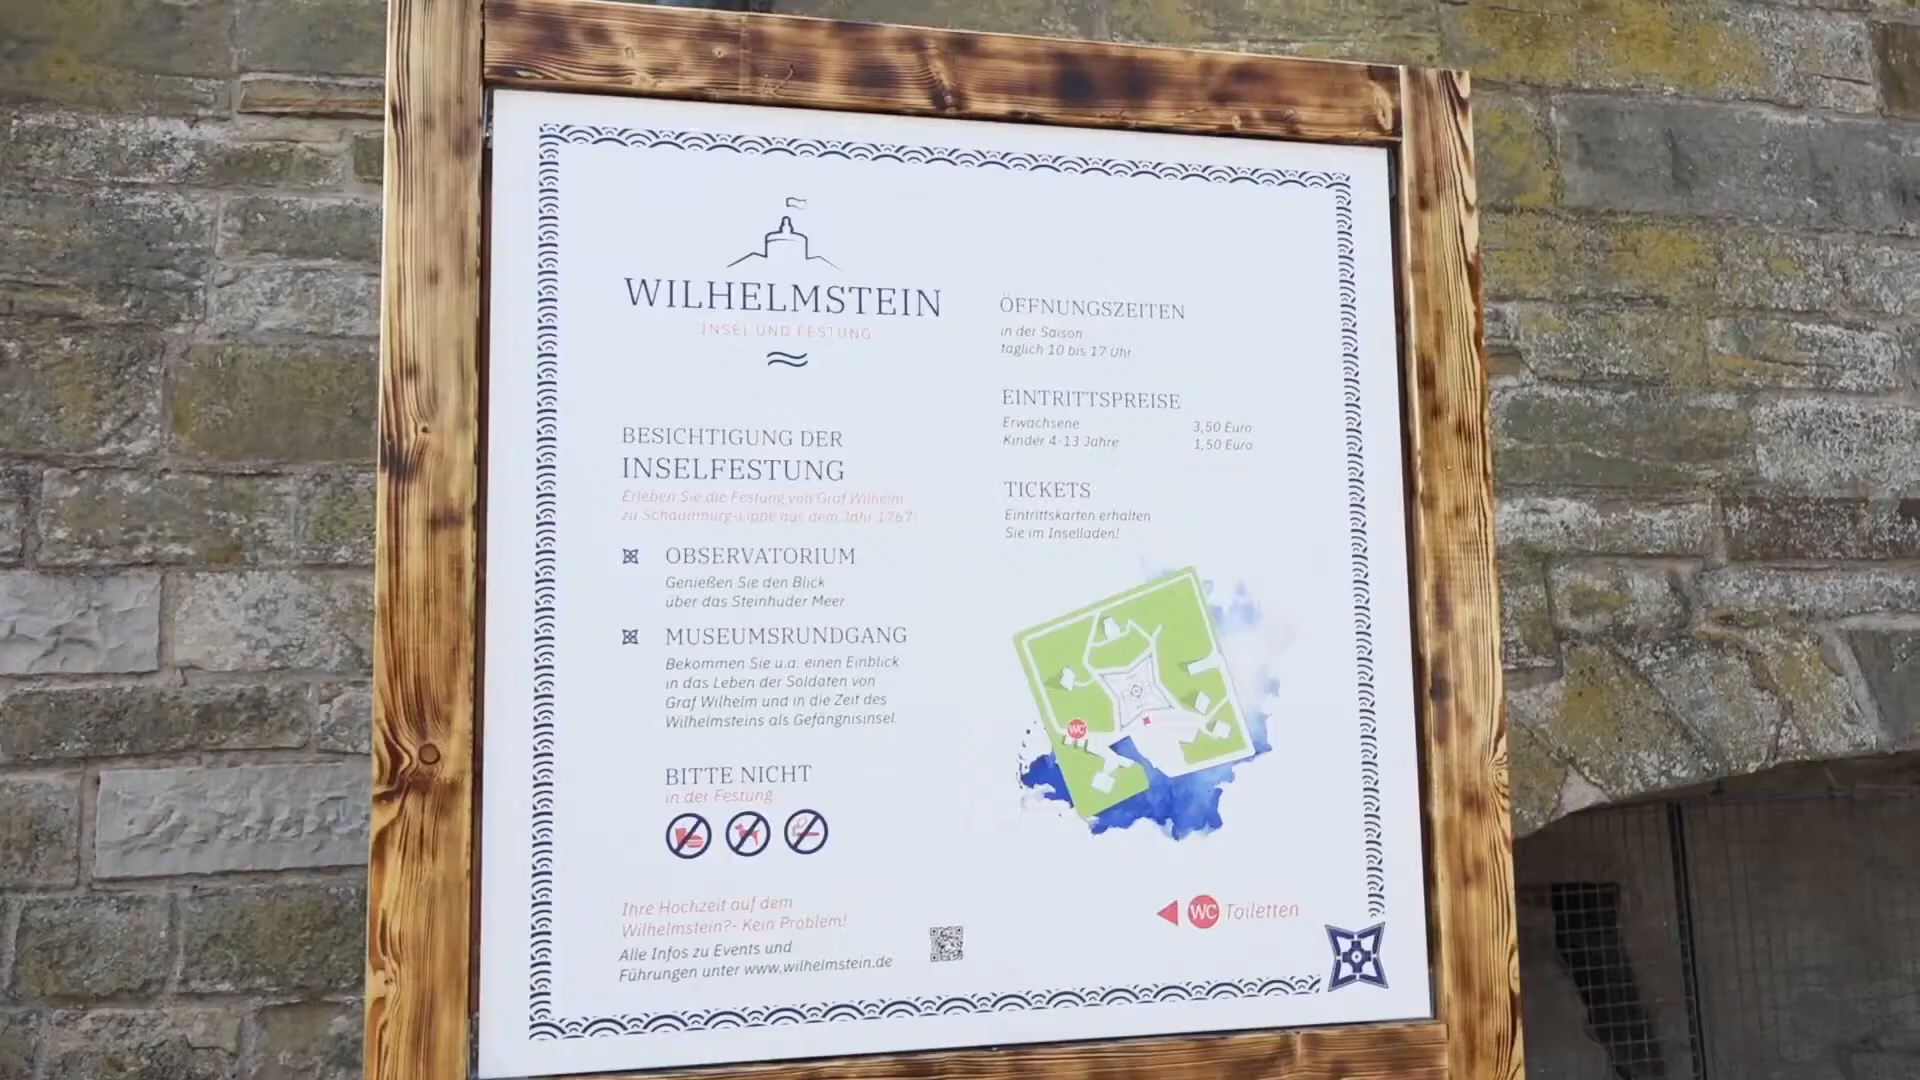 WILHELMSTEIN
INSEL UND FESTUNG
BESICHTIGUNG DER
INSELFESTUNG
Erleben Sie die Festung von Graf Wilhelm
zu Schaumburg-Lippe aus dem Jahr 1767!
OBSERVATORIUM
Genießen Sie den Blick
über das Steinhuder Meer
MUSEUMSRUNDGANG
Bekommen Sie u.a. einen Einblick
in das Leben der Soldaten von
Graf Wilhelm und in die Zeit des
Wilhelmsteins als Gefängnisinsel.
BITTE NICHT
in der Festung
Ihre Hochzeit auf dem
Wilhelmstein?- Kein Problem!
Alle Infos zu Events und
Führungen unter www.wilhelmstein.de
ÖFFNUNGSZEITEN
in der Saison
täglich 10 bis 17 Uhr
EINTRITTSPREISE
Erwachsene 3,50 Euro
Kinder 4-13 Jahre 1,50 Euro
TICKETS
Eintrittskarten erhalten
Sie im Inselladen!
WC
WC Toiletten